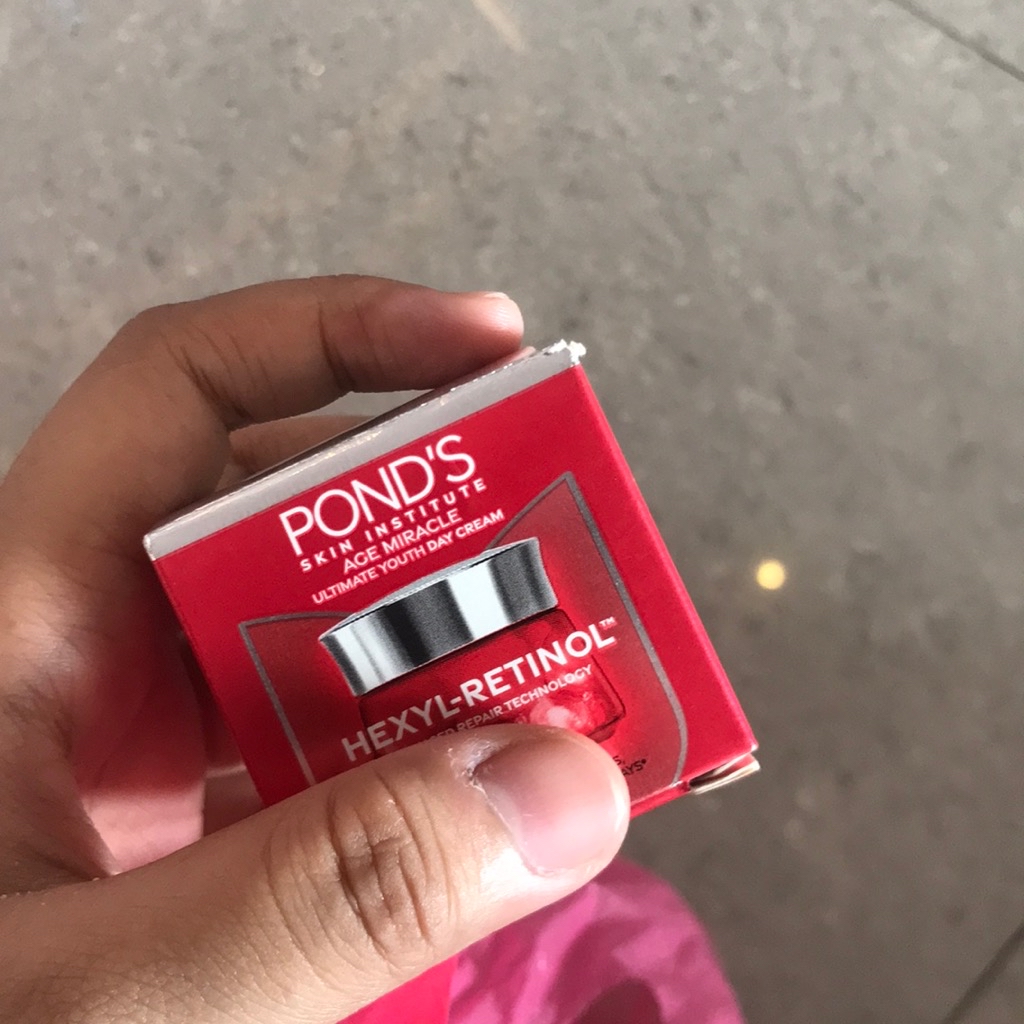 POND'S
SKIN INSTITUTE
AGE MIRACLE
ULTIMATE YOUTH DAY CREAM
HEXYL-RETINOL™
REPAIR TECHNOLOGY